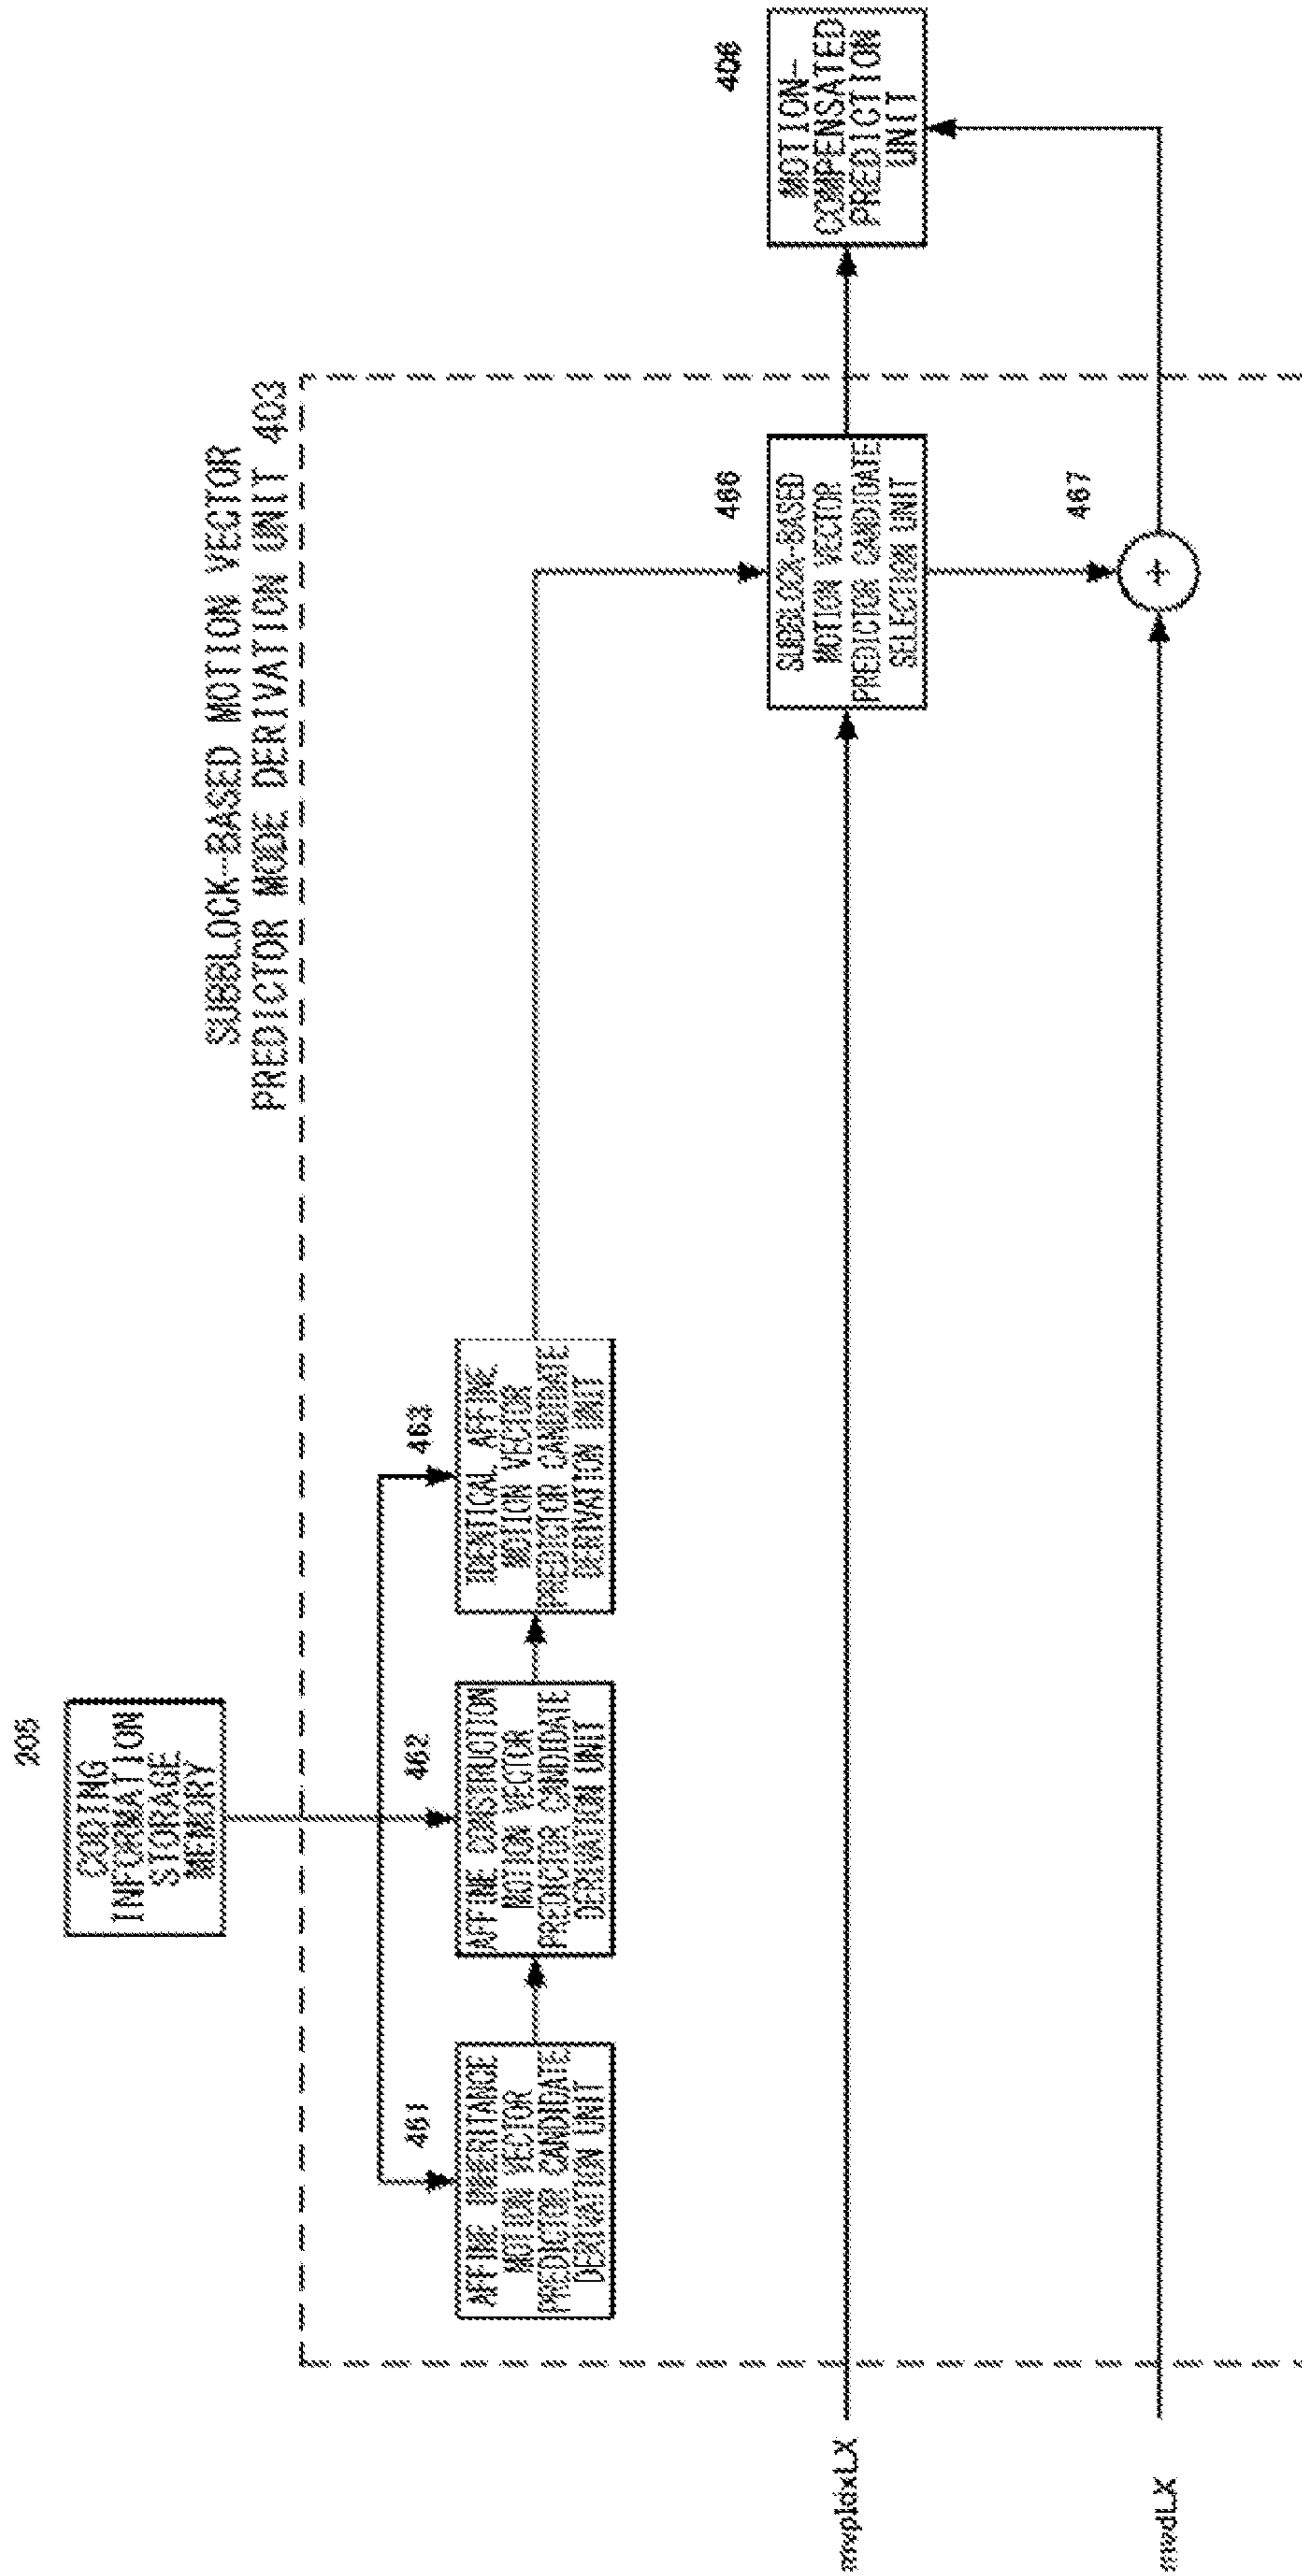 SUBBLOCK-BASED MOTION VECTOR
PREDICTOR MODE DERIVATION UNIT 403
205
CODING
INFORMATION
STORAGE
MEMORY
461
AFFINE INHERITANCE
MOTION VECTOR
PREDICTOR CANDIDATE
DERIVATION UNIT
462
AFFINE CONSTRUCTION
MOTION VECTOR
PREDICTOR CANDIDATE
DERIVATION UNIT
463
IDENTICAL AFFINE
MOTION VECTOR
PREDICTOR CANDIDATE
DERIVATION UNIT
466
SUBBLOCK-BASED
MOTION VECTOR
PREDICTOR CANDIDATE
SELECTION UNIT
406
MOTION-
COMPENSATED
PREDICTION
UNIT
467
+
mvpIdxLX
mvdLX